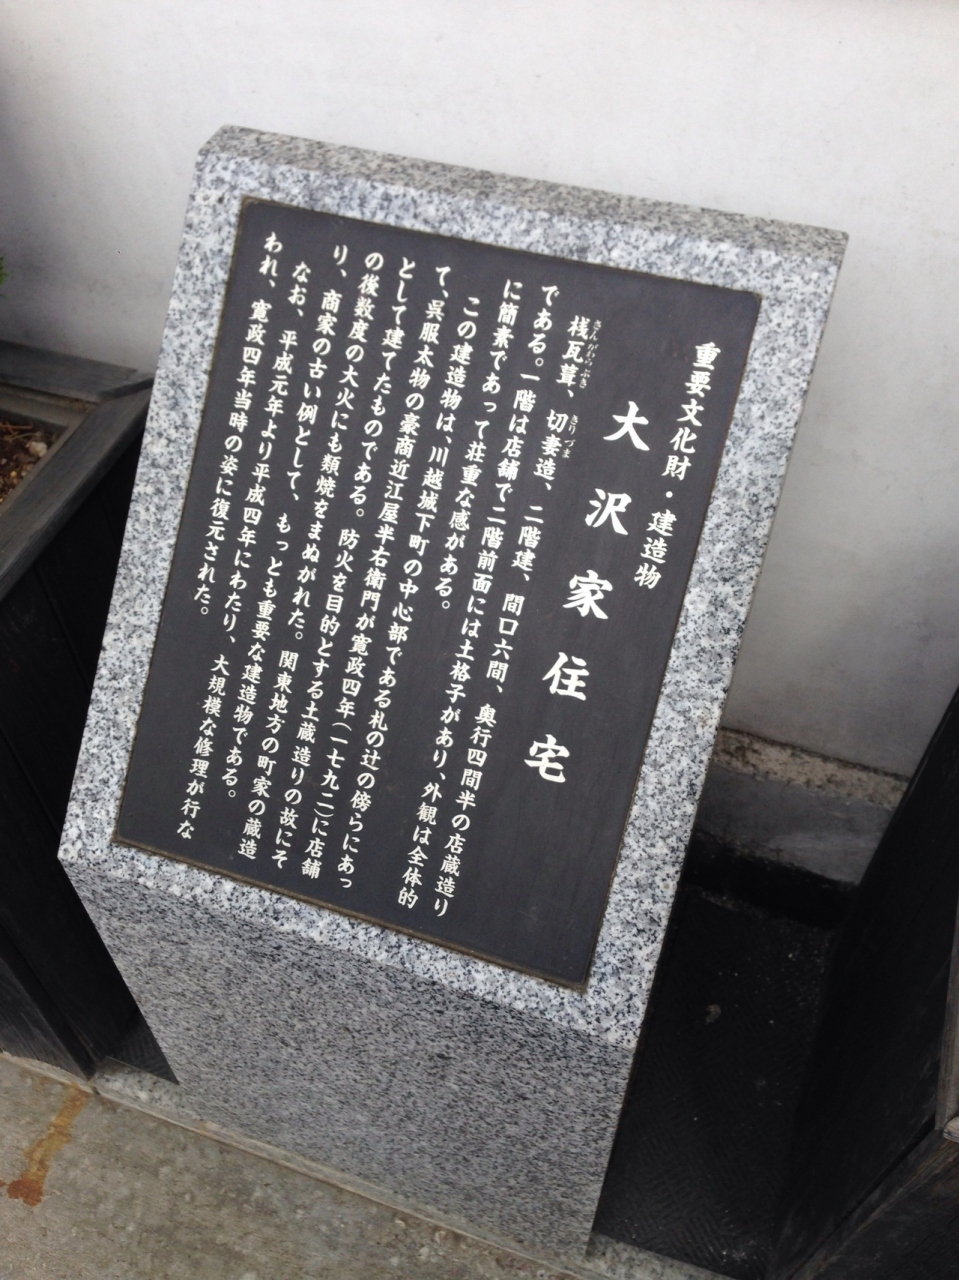 重要文化財・建造物
大沢家住宅
桟瓦葺、切妻造、二階建、間口六間、奥行四間半の店蔵造り
さんがわらぶき
きりづま
である。一階は店舗で二階前面には土格子があり、外観は全体的
に簡素であって荘重な感がある。
この建造物は、川越城下町の中心部である札の辻の傍らにあっ
て、呉服太物の豪商近江屋半右衛門が寛政四年（一七九二）に店舗
として建てたものである。防火を目的とする土蔵造りの故にそ
の後数度の大火にも類焼をまぬがれた。関東地方の町家の蔵造
り、商家の古い例として、もっとも重要な建造物である。
なお、平成元年より平成四年にわたり、大規模な修理が行な
われ、寛政四年当時の姿に復元された。